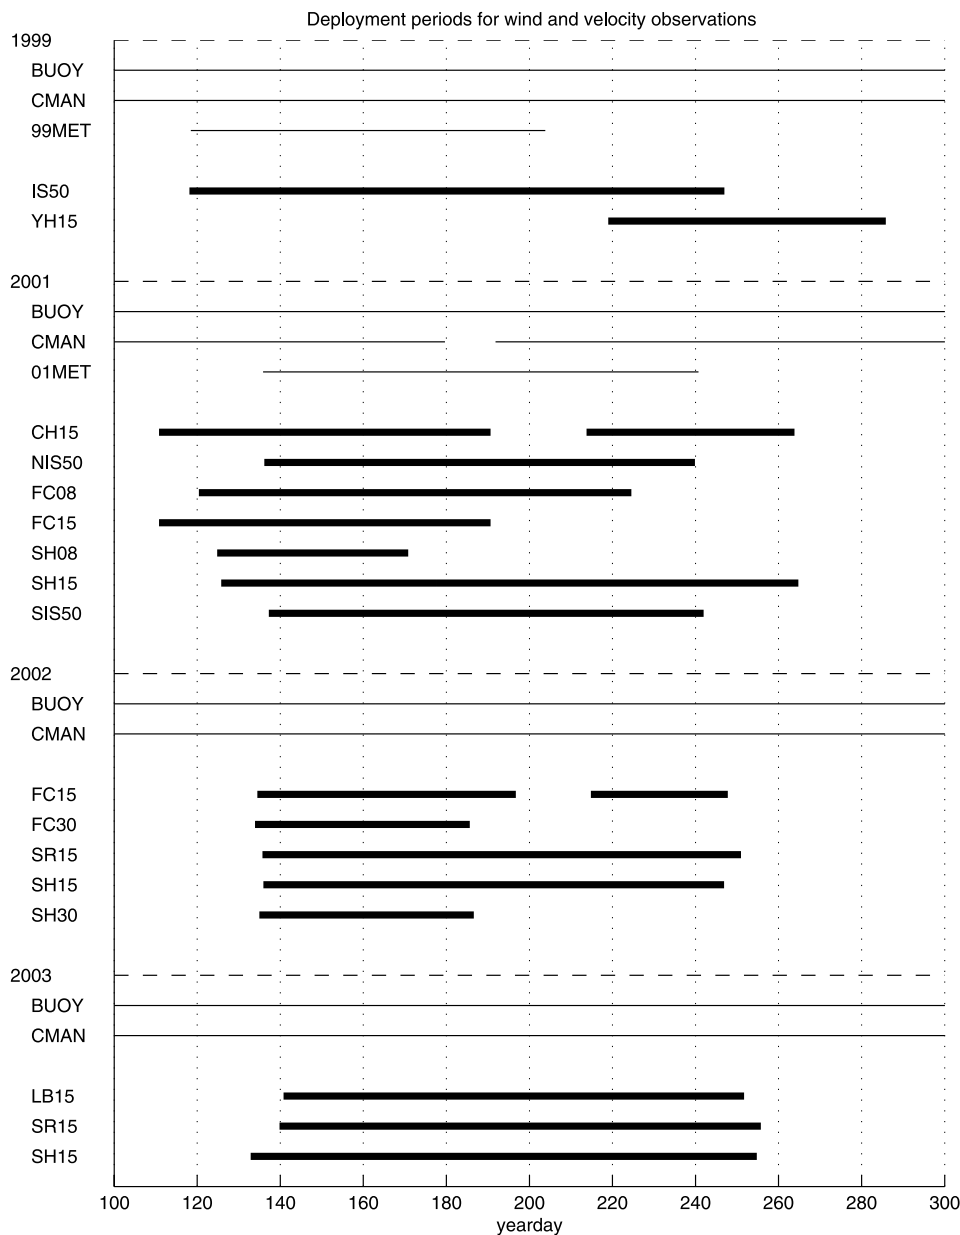 Deployment periods for wind and velocity observations
1999
BUOY
CMAN
99MET
IS50
YH15
2001
BUOY
CMAN
01MET
CH15
NIS50
FC08
FC15
SH08
SH15
SIS50
2002
BUOY
CMAN
FC15
FC30
SR15
SH15
SH30
2003
BUOY
CMAN
LB15
SR15
SH15
100 120 140 160 180 200 220 240 260 280 300
yearday